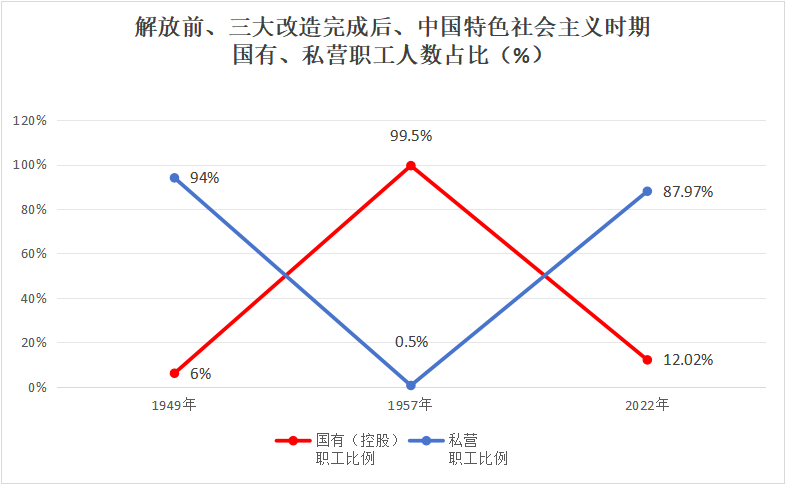 解放前、三大改造完成后、中国特色社会主义时期
国有、私营职工人数占比（%）
120%
99.5%
100%
94%
87.97%
80%
60%
40%
0.5%
20%
12.02%
6%
0%
1949年
1957年
2022年
国有（控股）
职工比例
私营
职工比例